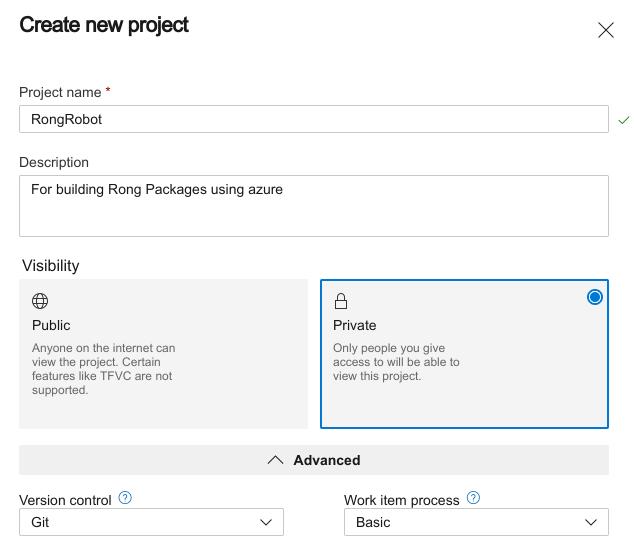 Create new project
Project name *
RongRobot
Description
For building Rong Packages using azure
Visibility
Public
Anyone on the internet can
view the project. Certain
features like TFVC are not
supported.
Private
Only people you give
access to will be able to
view this project.
Advanced
Version control ?
Git
Work item process ?
Basic